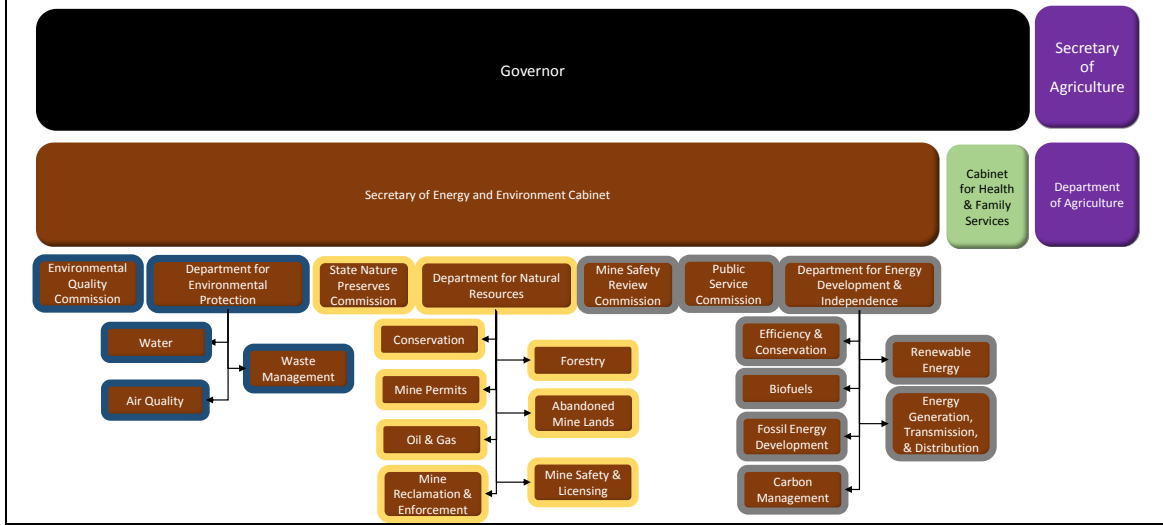 Governor
Secretary
of
Agriculture
Secretary of Energy and Environment Cabinet
Cabinet
for Health
& Family
Services
Department
of Agriculture
Environmental
Quality
Commission
Department for
Environmental
Protection
State Nature
Preserves
Commission
Department for Natural
Resources
Mine Safety
Review
Commission
Public
Service
Commission
Department for Energy
Development &
Independence
Water
Waste
Management
Air Quality
Conservation
Forestry
Mine Permits
Abandoned
Mine Lands
Oil & Gas
Mine
Reclamation &
Enforcement
Mine Safety &
Licensing
Efficiency &
Conservation
Renewable
Energy
Biofuels
Energy
Generation,
Transmission,
& Distribution
Fossil Energy
Development
Carbon
Management